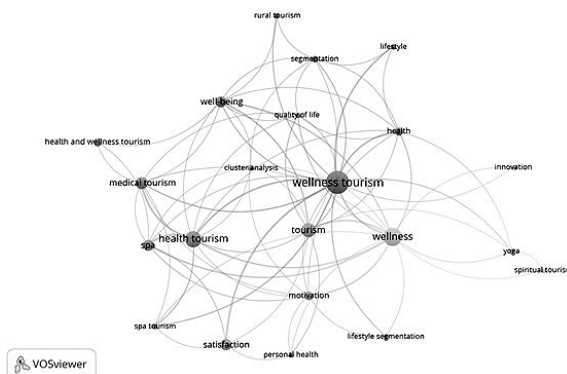 rural tourism
lifestyle
segmentation
well-being
quality of life
health
health and wellness tourism
cluster analysis
innovation
medical tourism
wellness tourism
tourism
wellness
health tourism
spa
yoga
spiritual tourism
motivation
spa tourism
lifestyle segmentation
satisfaction
personal health
VOSviewer